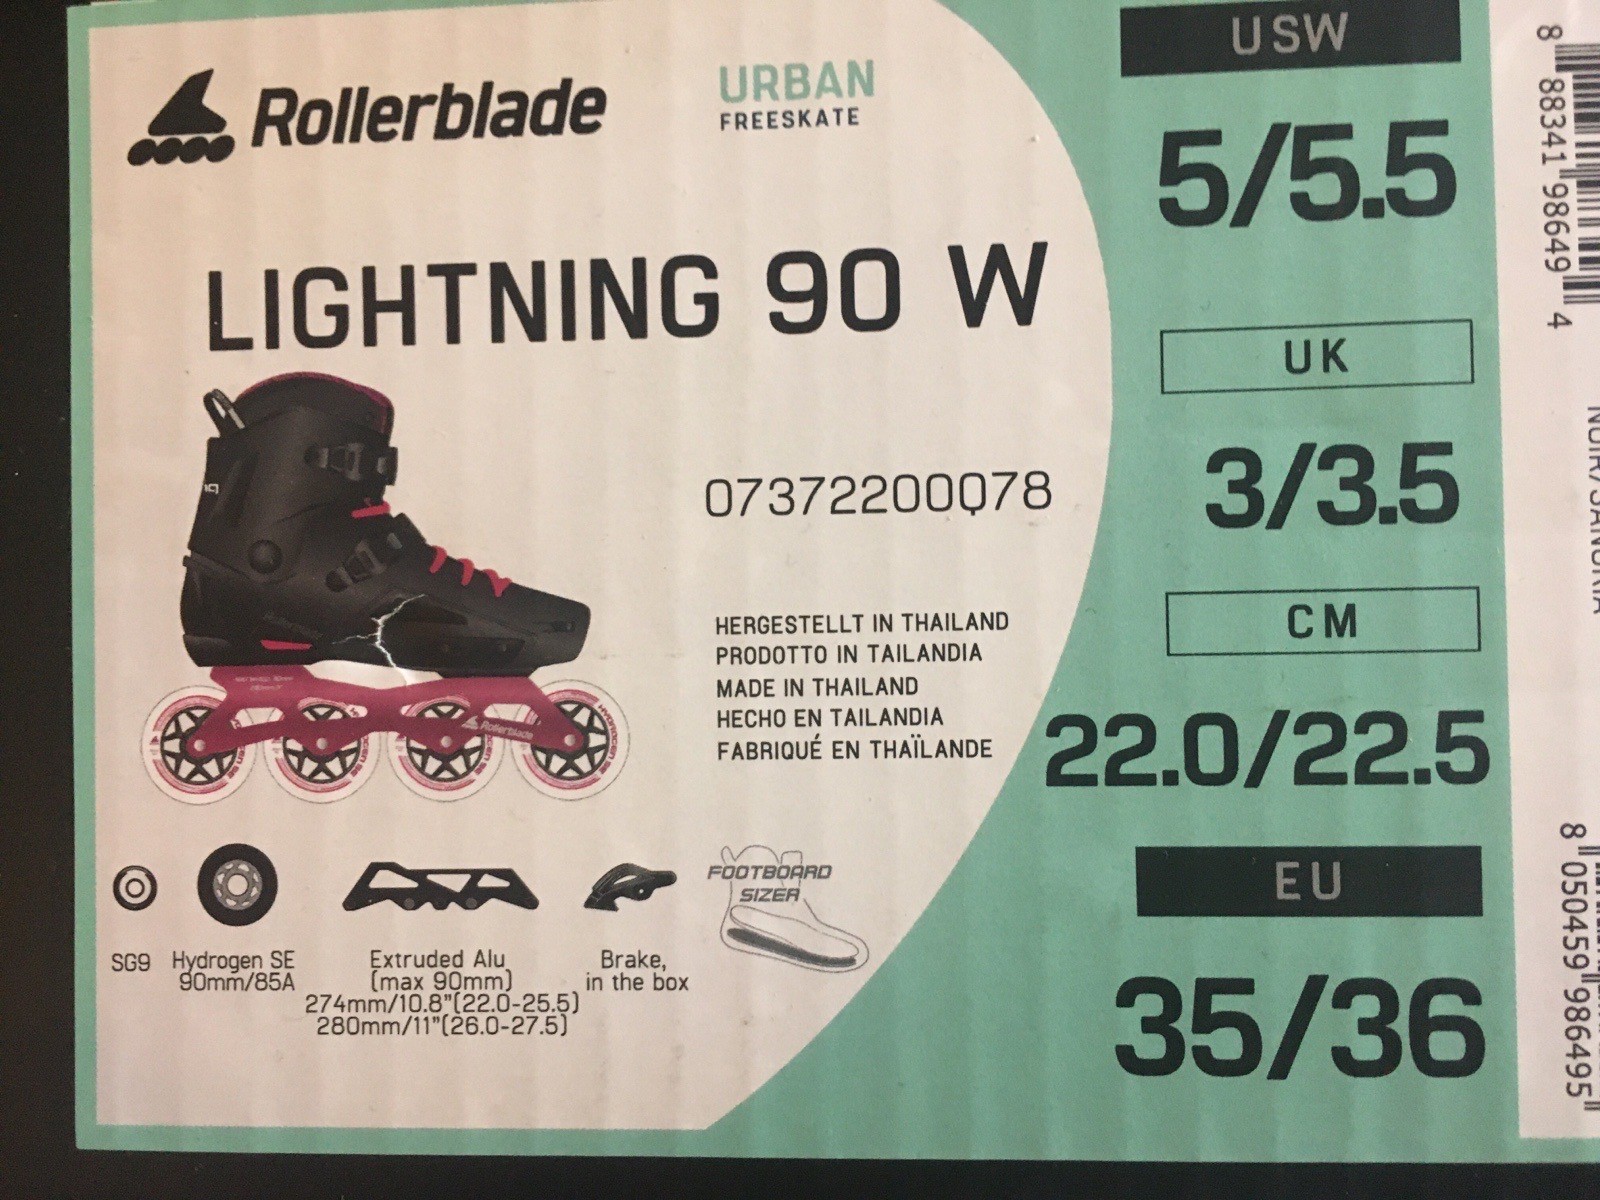 Rollerblade
URBAN
FREESKATE
LIGHTNING 90 W
07372200Q78
HERGESTELLT IN THAILAND
PRODOTTO IN TAILANDIA
MADE IN THAILAND
HECHO EN TAILANDIA
FABRIQUÉ EN THAÏLANDE
Rollerblade
SG9
Hydrogen SE
90mm/85A
Extruded Alu
(max 90mm)
274mm/10.8"(22.0-25.5)
280mm/11"(26.0-27.5)
Brake,
in the box
FOOTBOARD
SIZER
USW
5/5.5
UK
3/3.5
CM
22.0/22.5
EU
35/36
8 88341 98649 4
8 050459 986495